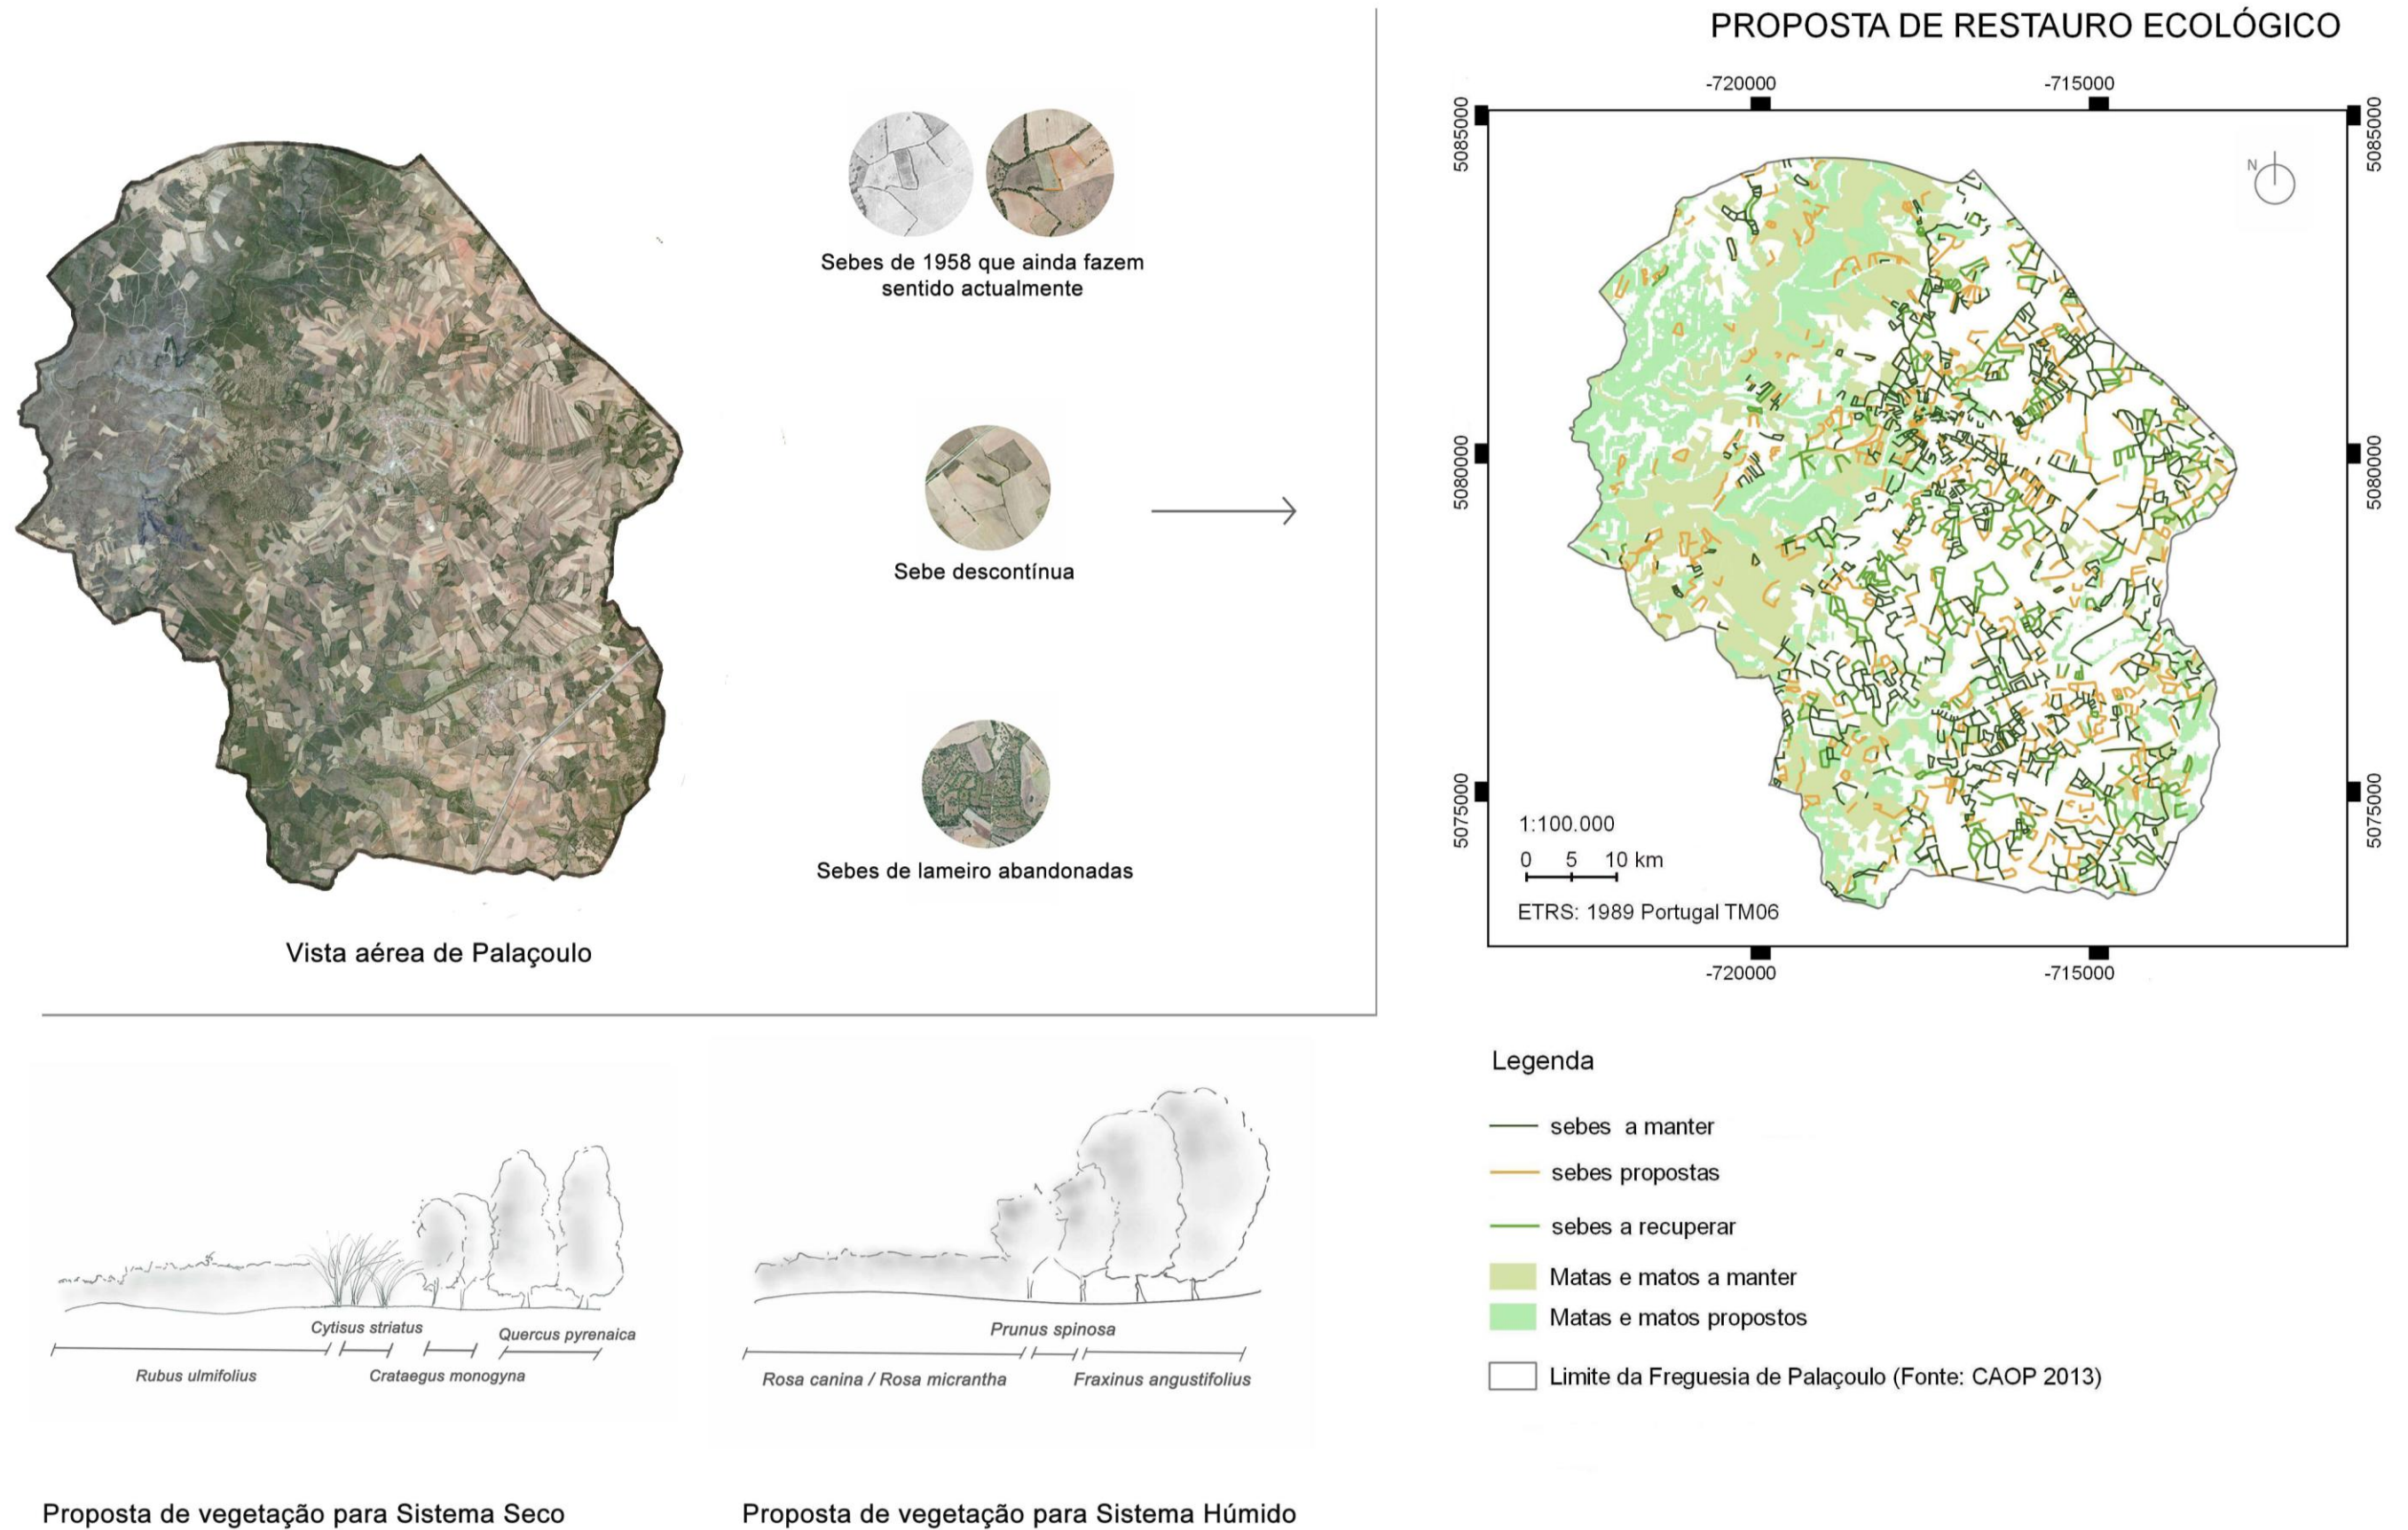 PROPOSTA DE RESTAURO ECOLÓGICO
Sebes de 1958 que ainda fazem
sentido actualmente
Sebe descontínua
Sebes de lameiro abandonadas
Vista aérea de Palaçoulo
-720000
-715000
5085000
5085000
N
5080000
5080000
5075000
5075000
1:100.000
0 5 10 km
ETRS: 1989 Portugal TM06
-720000
-715000
Legenda
sebes a manter
sebes propostas
sebes a recuperar
Matas e matos a manter
Matas e matos propostos
Limite da Freguesia de Palaçoulo (Fonte: CAOP 2013)
Cytisus striatus
Quercus pyrenaica
Rubus ulmifolius
Crataegus monogyna
Proposta de vegetação para Sistema Seco
Prunus spinosa
Rosa canina / Rosa micrantha
Fraxinus angustifolius
Proposta de vegetação para Sistema Húmido